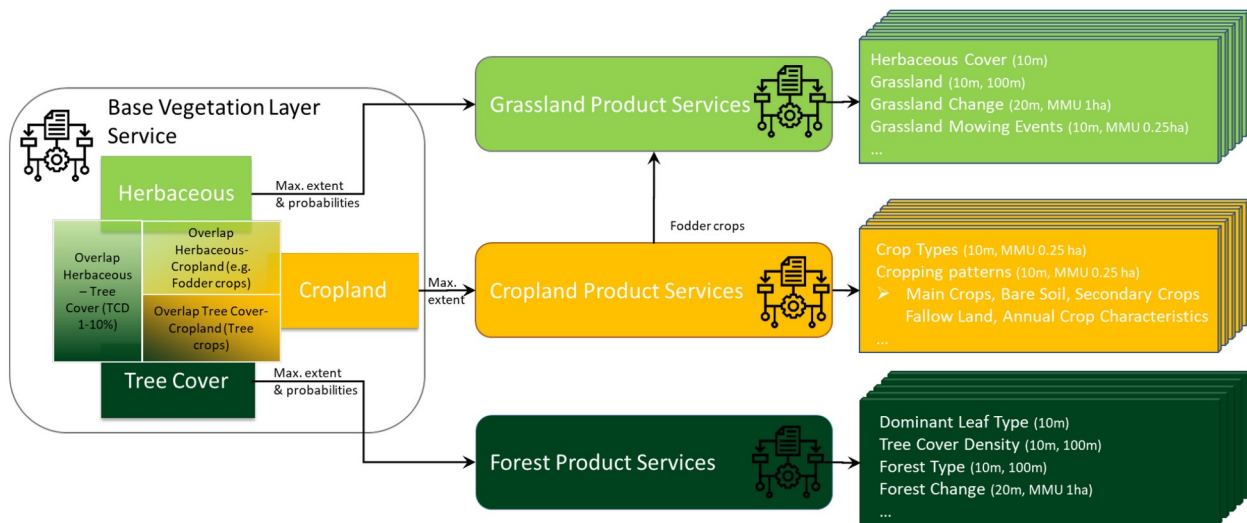 Base Vegetation Layer
Service
Herbaceous
Overlap
Herbaceous
– Tree
Cover (TCD
1-10%)
Overlap
Herbaceous-
Cropland (e.g.
Fodder crops)
Overlap Tree Cover-
Cropland (Tree
crops)
Cropland
Tree Cover
Max. extent
& probabilities
Max.
extent
Max. extent
& probabilities
Grassland Product Services
Fodder crops
Cropland Product Services
Forest Product Services
Herbaceous Cover (10m)
Grassland (10m, 100m)
Grassland Change (20m, MMU 1ha)
Grassland Mowing Events (10m, MMU 0.25ha)
...
Crop Types (10m, MMU 0.25 ha)
Cropping patterns (10m, MMU 0.25 ha)
➢ Main Crops, Bare Soil, Secondary Crops
Fallow Land, Annual Crop Characteristics
...
Dominant Leaf Type (10m)
Tree Cover Density (10m, 100m)
Forest Type (10m, 100m)
Forest Change (20m, MMU 1ha)
...